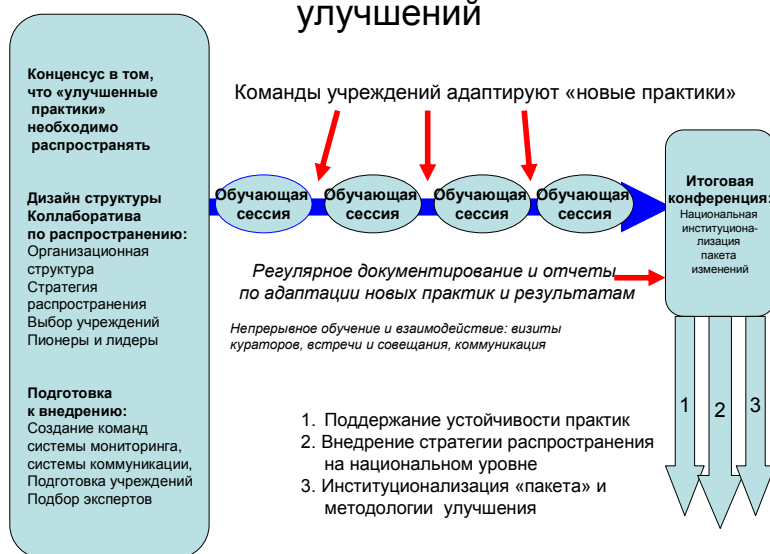 улучшений
Конценсус в том,
что «улучшенные
практики»
необходимо
распространять
Дизайн структуры
Коллаборатива
по распространению:
Организационная
структура
Стратегия
распространения
Выбор учреждений
Пионеры и лидеры
Подготовка
к внедрению:
Создание команд
системы мониторинга,
системы коммуникации,
Подготовка учреждений
Подбор экспертов
Команды учреждений адаптируют «новые практики»
Обучающая
сессия
Обучающая
сессия
Обучающая
сессия
Обучающая
сессия
Регулярное документирование и отчеты
по адаптации новых практик и результатам
Непрерывное обучение и взаимодействие: визиты
кураторов, встречи и совещания, коммуникация
1. Поддержание устойчивости практик
2. Внедрение стратегии распространения
на национальном уровне
3. Институционализация «пакета» и
методологии улучшения
Итоговая
конференция:
Национальная
институциона-
лизация
пакета
изменений
1
2
3